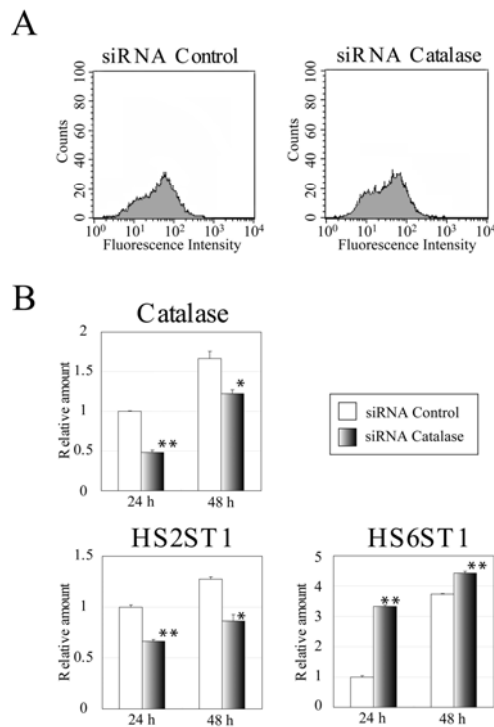 A
siRNA Control
siRNA Catalase
Counts
100
80
60
40
20
0
10⁰ 10¹ 10² 10³ 10⁴
Fluorescence Intensity
Counts
100
80
60
40
20
0
10⁰ 10¹ 10² 10³ 10⁴
Fluorescence Intensity
B
Catalase
Relative amount
2
1.5
1
0.5
0
**
*
24 h 48 h
siRNA Control
siRNA Catalase
HS2ST1
Relative amount
1.5
1
0.5
0
**
*
24 h 48 h
HS6ST1
Relative amount
5
4
3
2
1
0
**
**
24 h 48 h